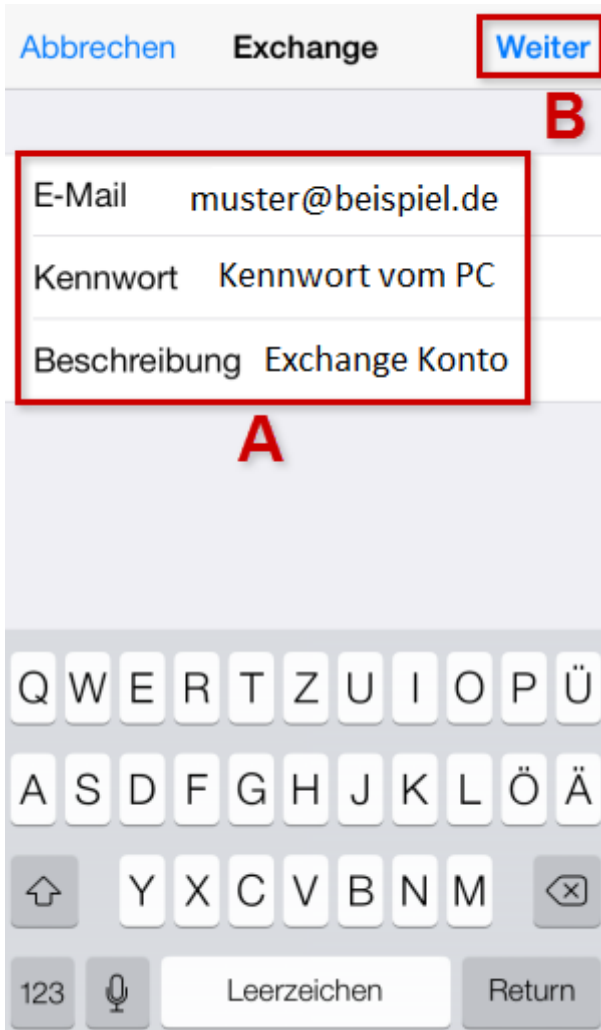 Abbrechen Exchange Weiter
B
E-Mail muster@beispiel.de
Kennwort Kennwort vom PC
Beschreibung Exchange Konto
A
Q W E R T Z U I O P Ü
A S D F G H J K L Ö Ä
Y X C V B N M
123 Leerzeichen Return